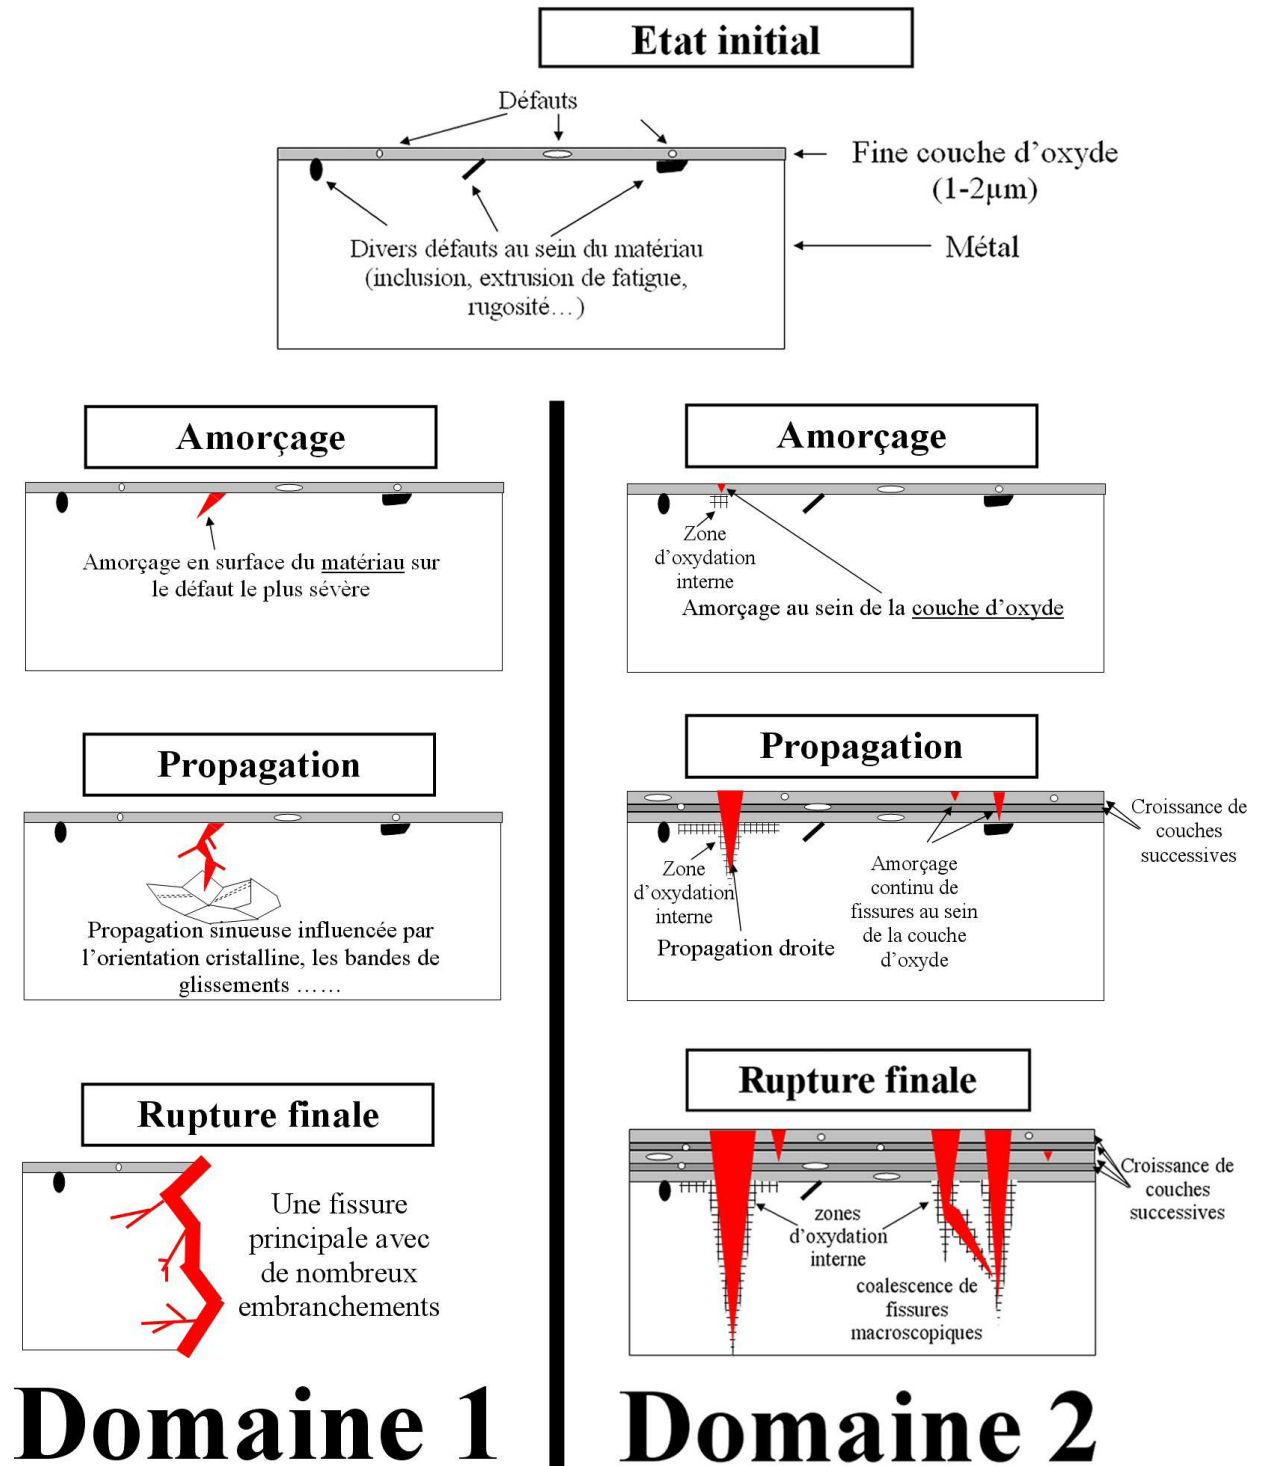 Etat initial
Défauts
Fine couche d’oxyde
(1-2µm)
Métal
Divers défauts au sein du matériau
(inclusion, extrusion de fatigue,
rugosité…)
Amorçage
Amorçage en surface du matériau sur
le défaut le plus sévère
Propagation
Propagation sinueuse influencée par
l’orientation cristalline, les bandes de
glissements ……
Rupture finale
Une fissure
principale avec
de nombreux
embranchements
Domaine 1
Amorçage
Zone
d’oxydation
interne
Amorçage au sein de la couche d’oxyde
Propagation
Croissance de
couches
successives
Zone
d’oxydation
interne
Propagation droite
Amorçage
continu de
fissures au sein
de la couche
d’oxyde
Rupture finale
Croissance de
couches
successives
zones
d’oxydation
interne
coalescence de
fissures
macroscopiques
Domaine 2